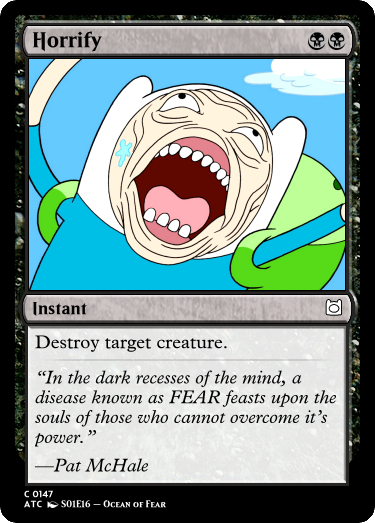 Horrify
Instant
Destroy target creature.
“In the dark recesses of the mind, a
disease known as FEAR feasts upon the
souls of those who cannot overcome it’s
power.”
—Pat McHale
C 0147
ATC S01E16 – Ocean of Fear